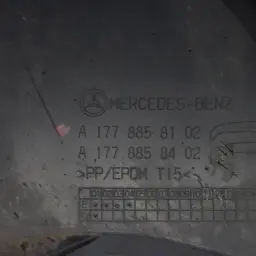 MERCEDES-BENZ
A 177 885 81 02
A 177 885 84 02
>PP/EPDM T15<